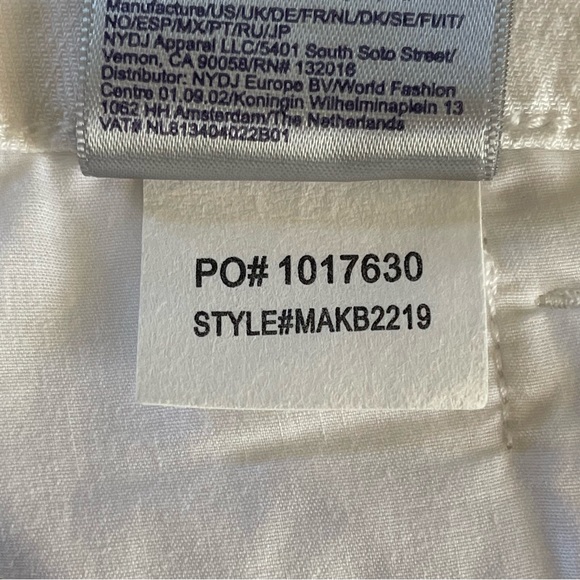 Manufacture/US/UK/DE/FR/NL/DK/SE/FI/IT/
NO/ESP/MX/PT/RU/JP
NYDJ Apparel LLC/5401 South Soto Street/
Vernon, CA 90058/RN# 132016
Distributor: NYDJ Europe BV/World Fashion
Centre 01.09.02/Koningin Wilhelminaplein 13
1062 HH Amsterdam/The Netherlands
VAT# NL813404022B01
PO# 1017630
STYLE#MAKB2219